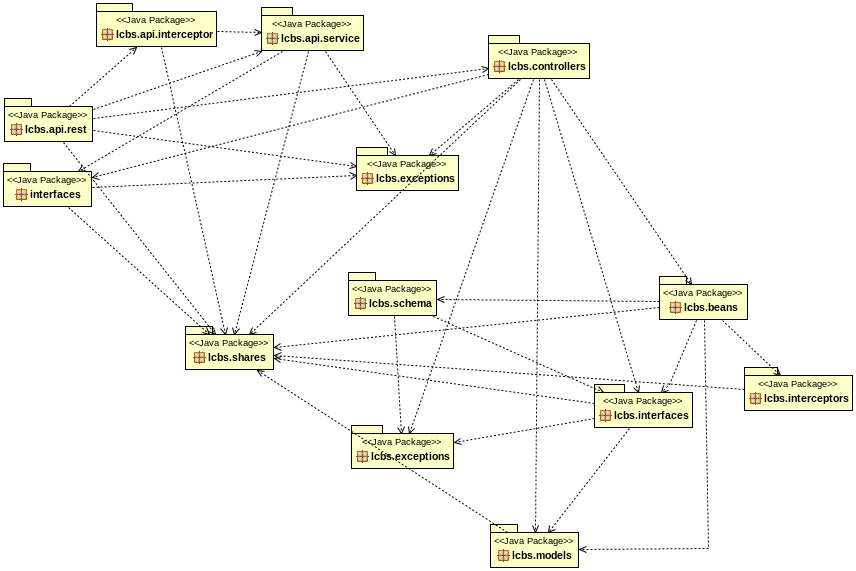 <<Java Package>>
lcbs.api.interceptor
<<Java Package>>
lcbs.api.service
<<Java Package>>
lcbs.controllers
<<Java Package>>
lcbs.api.rest
<<Java Package>>
interfaces
<<Java Package>>
lcbs.exceptions
<<Java Package>>
lcbs.schema
<<Java Package>>
lcbs.beans
<<Java Package>>
lcbs.shares
<<Java Package>>
lcbs.interceptors
<<Java Package>>
lcbs.interfaces
<<Java Package>>
lcbs.exceptions
<<Java Package>>
lcbs.models